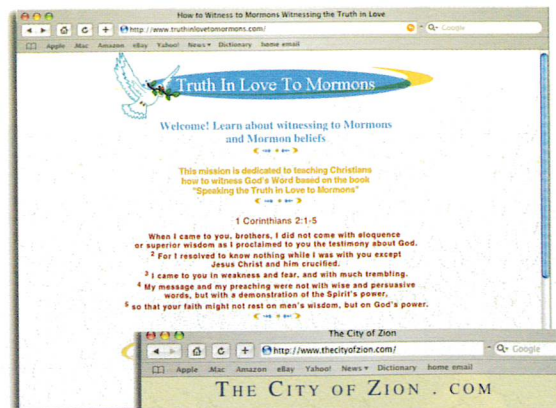 How to Witness to Mormons Witnessing the Truth in Love
http://www.truthinlovetomormons.com/
Q- Google
Apple .Mac Amazon eBay Yahoo! News ▾ Dictionary home email
Truth In Love To Mormons
Welcome! Learn about witnessing to Mormons
and Mormon beliefs
This mission is dedicated to teaching Christians
how to witness God's Word based on the book
"Speaking the Truth in Love to Mormons"
1 Corinthians 2:1-5
When I came to you, brothers, I did not come with eloquence
or superior wisdom as I proclaimed to you the testimony about God.
2 For I resolved to know nothing while I was with you except
Jesus Christ and him crucified.
3 I came to you in weakness and fear, and with much trembling.
4 My message and my preaching were not with wise and persuasive
words, but with a demonstration of the Spirit's power,
5 so that your faith might not rest on men's wisdom, but on God's power.
The City of Zion
http://www.thecityofzion.com/
Q- Google
Apple .Mac Amazon eBay Yahoo! News ▾ Dictionary home email
THE CITY OF ZION . COM